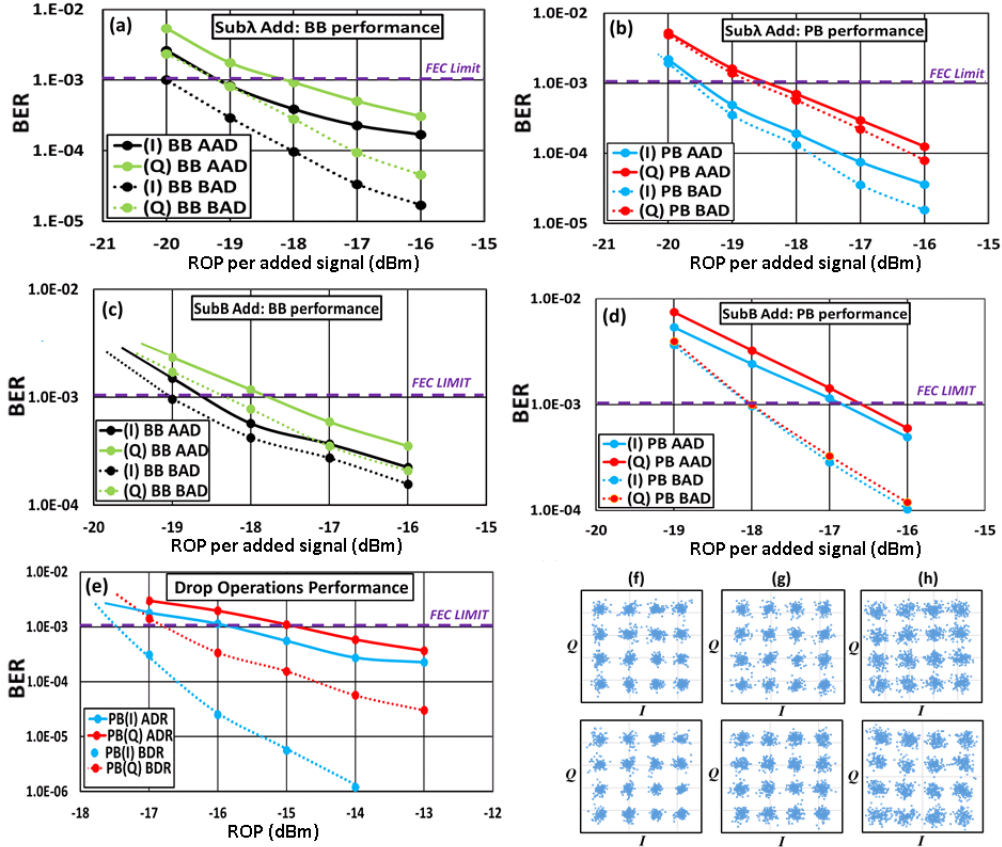 (a)
Subλ Add: BB performance
1.E-02
1.E-03
1.E-04
1.E-05
BER
FEC Limit
(I) BB AAD
(Q) BB AAD
(I) BB BAD
(Q) BB BAD
-21 -20 -19 -18 -17 -16 -15
ROP per added signal (dBm)
(b)
Subλ Add: PB performance
1.E-02
1.E-03
1.E-04
1.E-05
BER
FEC Limit
(I) PB AAD
(Q) PB AAD
(I) PB BAD
(Q) PB BAD
-21 -20 -19 -18 -17 -16 -15
ROP per added signal (dBm)
(c)
SubB Add: BB performance
1.0E-02
1.0E-03
1.0E-04
BER
FEC LIMIT
(I) BB AAD
(Q) BB AAD
(I) BB BAD
(Q) BB BAD
-20 -19 -18 -17 -16 -15
ROP per added signal (dBm)
(d)
SubB Add: PB performance
1.0E-02
1.0E-03
1.0E-04
BER
FEC LIMIT
(I) PB AAD
(Q) PB AAD
(I) PB BAD
(Q) PB BAD
-20 -19 -18 -17 -16 -15
ROP per added signal (dBm)
(e)
Drop Operations Performance
1.0E-02
1.0E-03
1.0E-04
1.0E-05
1.0E-06
BER
FEC LIMIT
PB(I) ADR
PB(Q) ADR
PB(I) BDR
PB(Q) BDR
-18 -17 -16 -15 -14 -13 -12
ROP (dBm)
(f) (g) (h)
Q Q Q
I I I
Q Q
I I